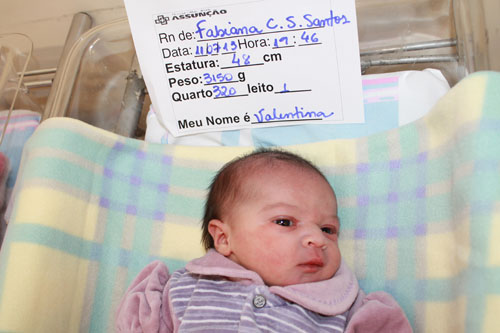 ASSUNÇÃO
Rn de: Fabiana C. S. Santos
Data: 11/07/13 Hora: 19:46
Estatura: 48 cm
Peso: 3150 g
Quarto 320 leito 1
Meu Nome é Valentina